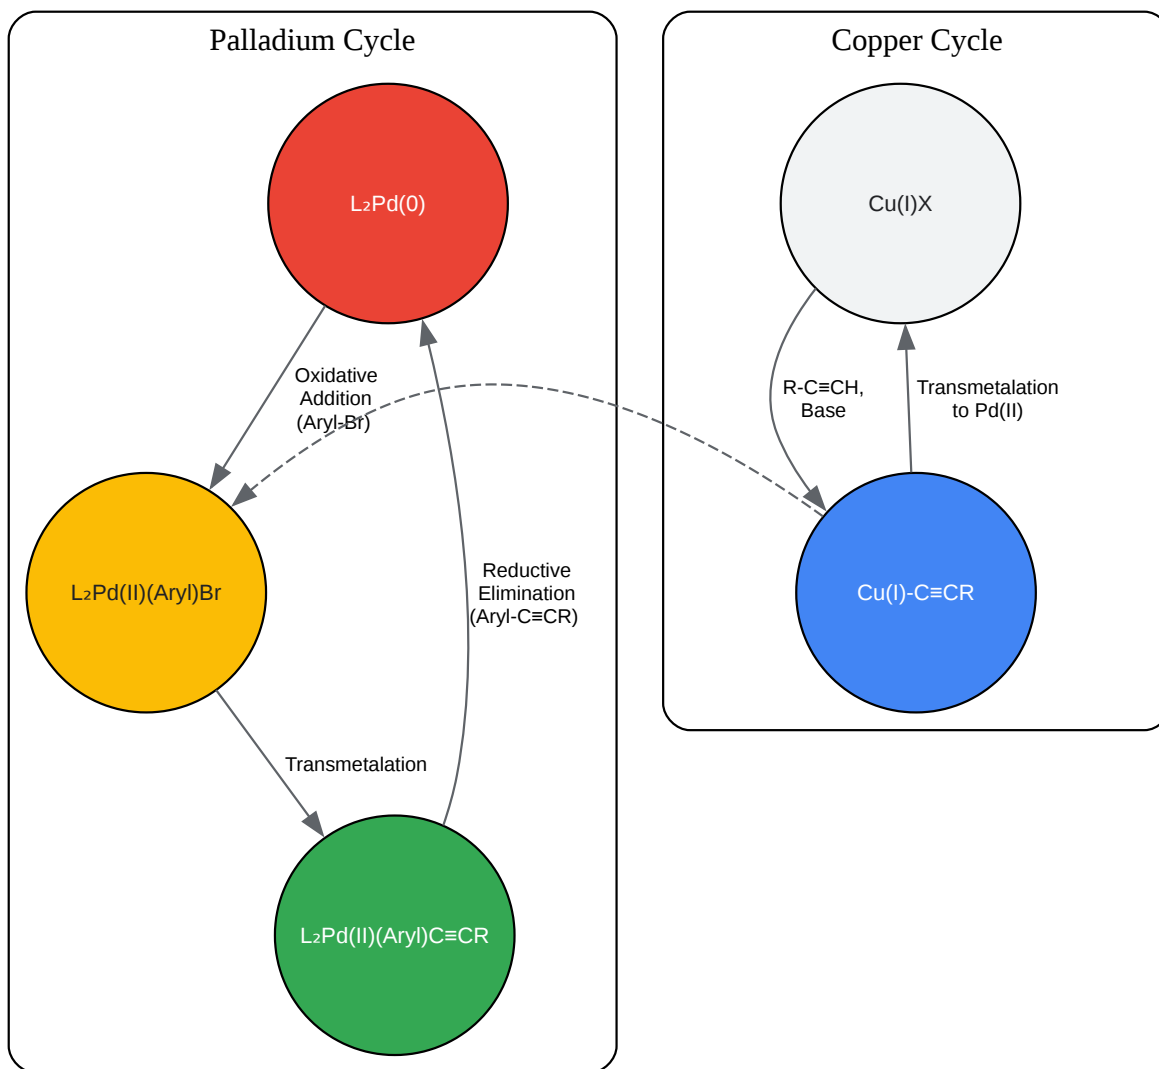 Palladium Cycle
L₂Pd(0)
Oxidative
Addition
(Aryl-Br)
L₂Pd(II)(Aryl)Br
Reductive
Elimination
(Aryl-C≡CR)
Transmetalation
L₂Pd(II)(Aryl)C≡CR
Copper Cycle
Cu(I)X
R-C≡CH,
Base
Transmetalation
to Pd(II)
Cu(I)-C≡CR